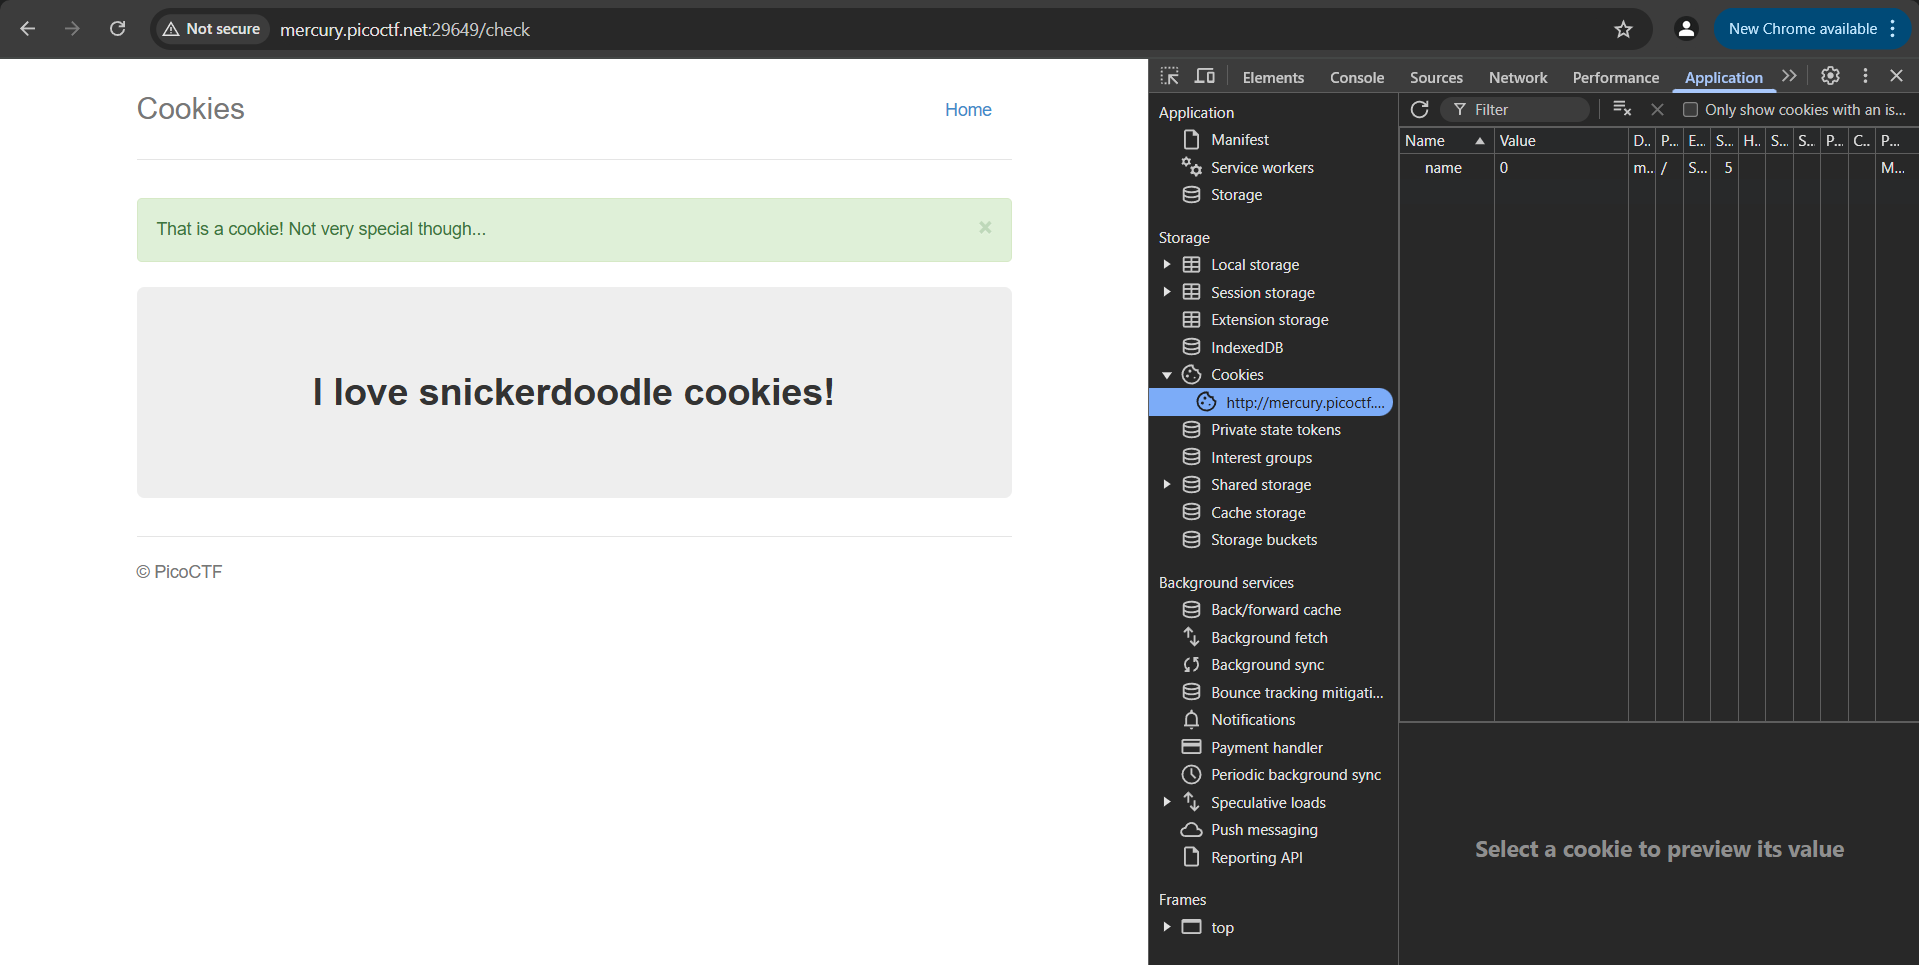 Not secure
mercury.picoctf.net:29649/check
New Chrome available
Cookies
Home
That is a cookie! Not very special though...
×
I love snickerdoodle cookies!
© PicoCTF
Elements Console Sources Network Performance Application
Application
Manifest
Service workers
Storage
Storage
Local storage
Session storage
Extension storage
IndexedDB
Cookies
http://mercury.picoctf....
Private state tokens
Interest groups
Shared storage
Cache storage
Storage buckets
Background services
Back/forward cache
Background fetch
Background sync
Bounce tracking mitigati...
Notifications
Payment handler
Periodic background sync
Speculative loads
Push messaging
Reporting API
Frames
top
Filter
Only show cookies with an is...
Name Value D.. P... E... S... H.. S... S... P... C... P...
name 0 m.. / S... 5 M...
Select a cookie to preview its value